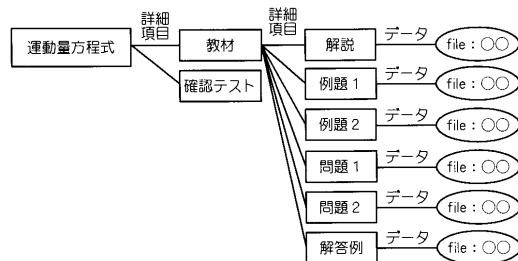 詳細
項目
詳細
項目
運動量方程式
教材
解説
データ
file：○○
確認テスト
例題1
データ
file：○○
例題2
データ
file：○○
問題1
データ
file：○○
問題2
データ
file：○○
解答例
データ
file：○○